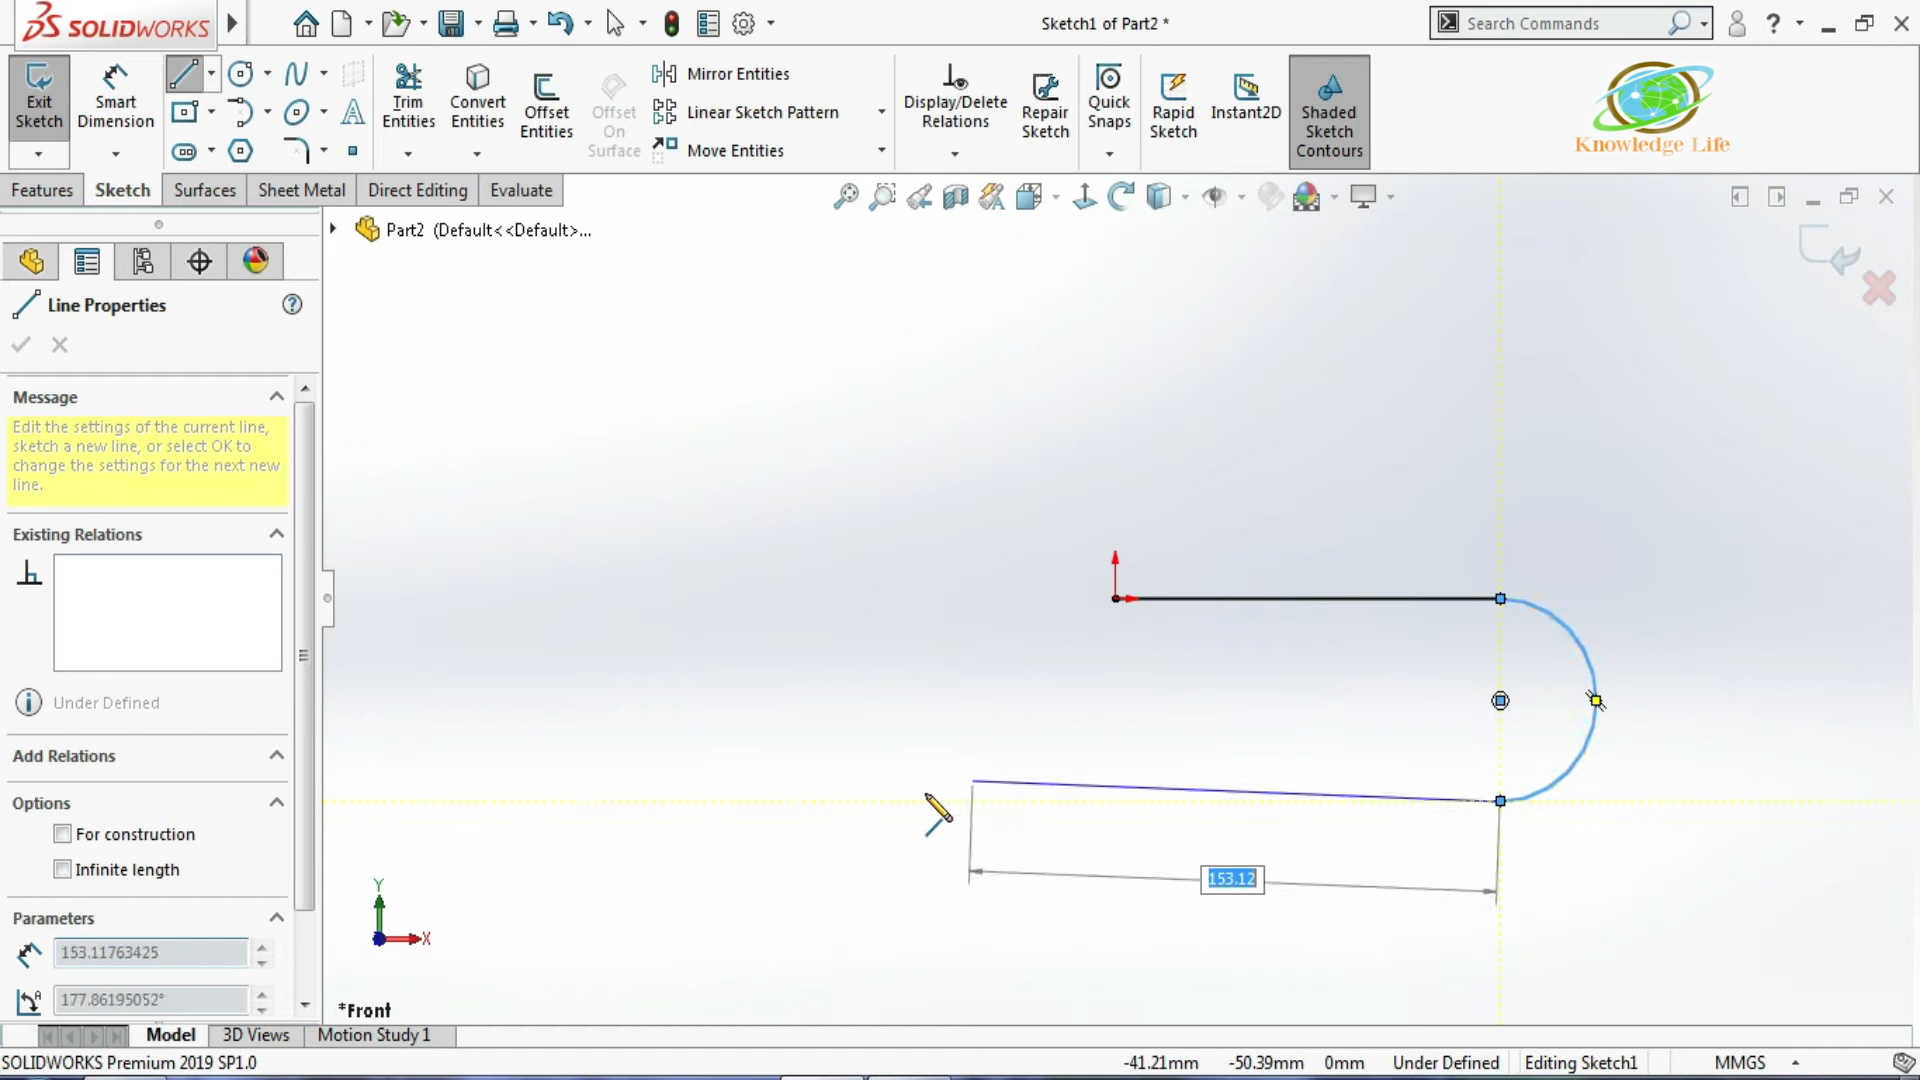 SOLIDWORKS
Sketch1 of Part2 *
Search Commands
?
Exit Sketch
Smart Dimension
Trim Entities
Convert Entities
Offset Entities
Offset On Surface
Mirror Entities
Linear Sketch Pattern
Move Entities
Display/Delete Relations
Repair Sketch
Quick Snaps
Rapid Sketch
Instant2D
Shaded Sketch Contours
Knowledge Life
Features
Sketch
Surfaces
Sheet Metal
Direct Editing
Evaluate
Part2 (Default<<Default>...
Line Properties
?
Message
Edit the settings of the current line,
sketch a new line, or select OK to
change the settings for the next new
line.
Existing Relations
Under Defined
Add Relations
Options
For construction
Infinite length
Parameters
153.11763425
177.86195052°
153.12
Y
X
*Front
Model
3D Views
Motion Study 1
SOLIDWORKS Premium 2019 SP1.0
-41.21mm
-50.39mm
0mm
Under Defined
Editing Sketch1
MMGS